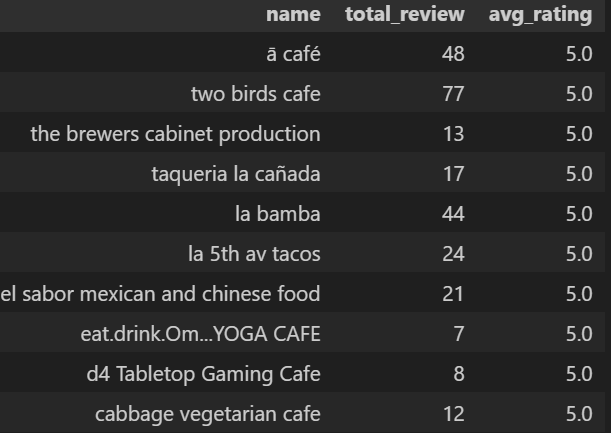 name total_review avg_rating
ā café 48 5.0
two birds cafe 77 5.0
the brewers cabinet production 13 5.0
taqueria la cañada 17 5.0
la bamba 44 5.0
la 5th av tacos 24 5.0
el sabor mexican and chinese food 21 5.0
eat.drink.Om...YOGA CAFE 7 5.0
d4 Tabletop Gaming Cafe 8 5.0
cabbage vegetarian cafe 12 5.0